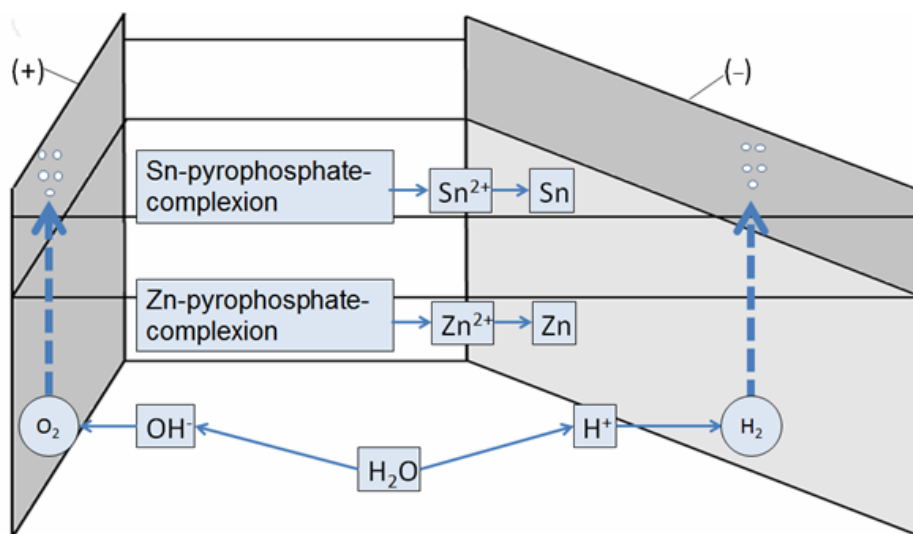 (+)
(–)
Sn-pyrophosphate-
complexion
Sn²⁺
Sn
Zn-pyrophosphate-
complexion
Zn²⁺
Zn
O₂
OH⁻
H₂O
H⁺
H₂